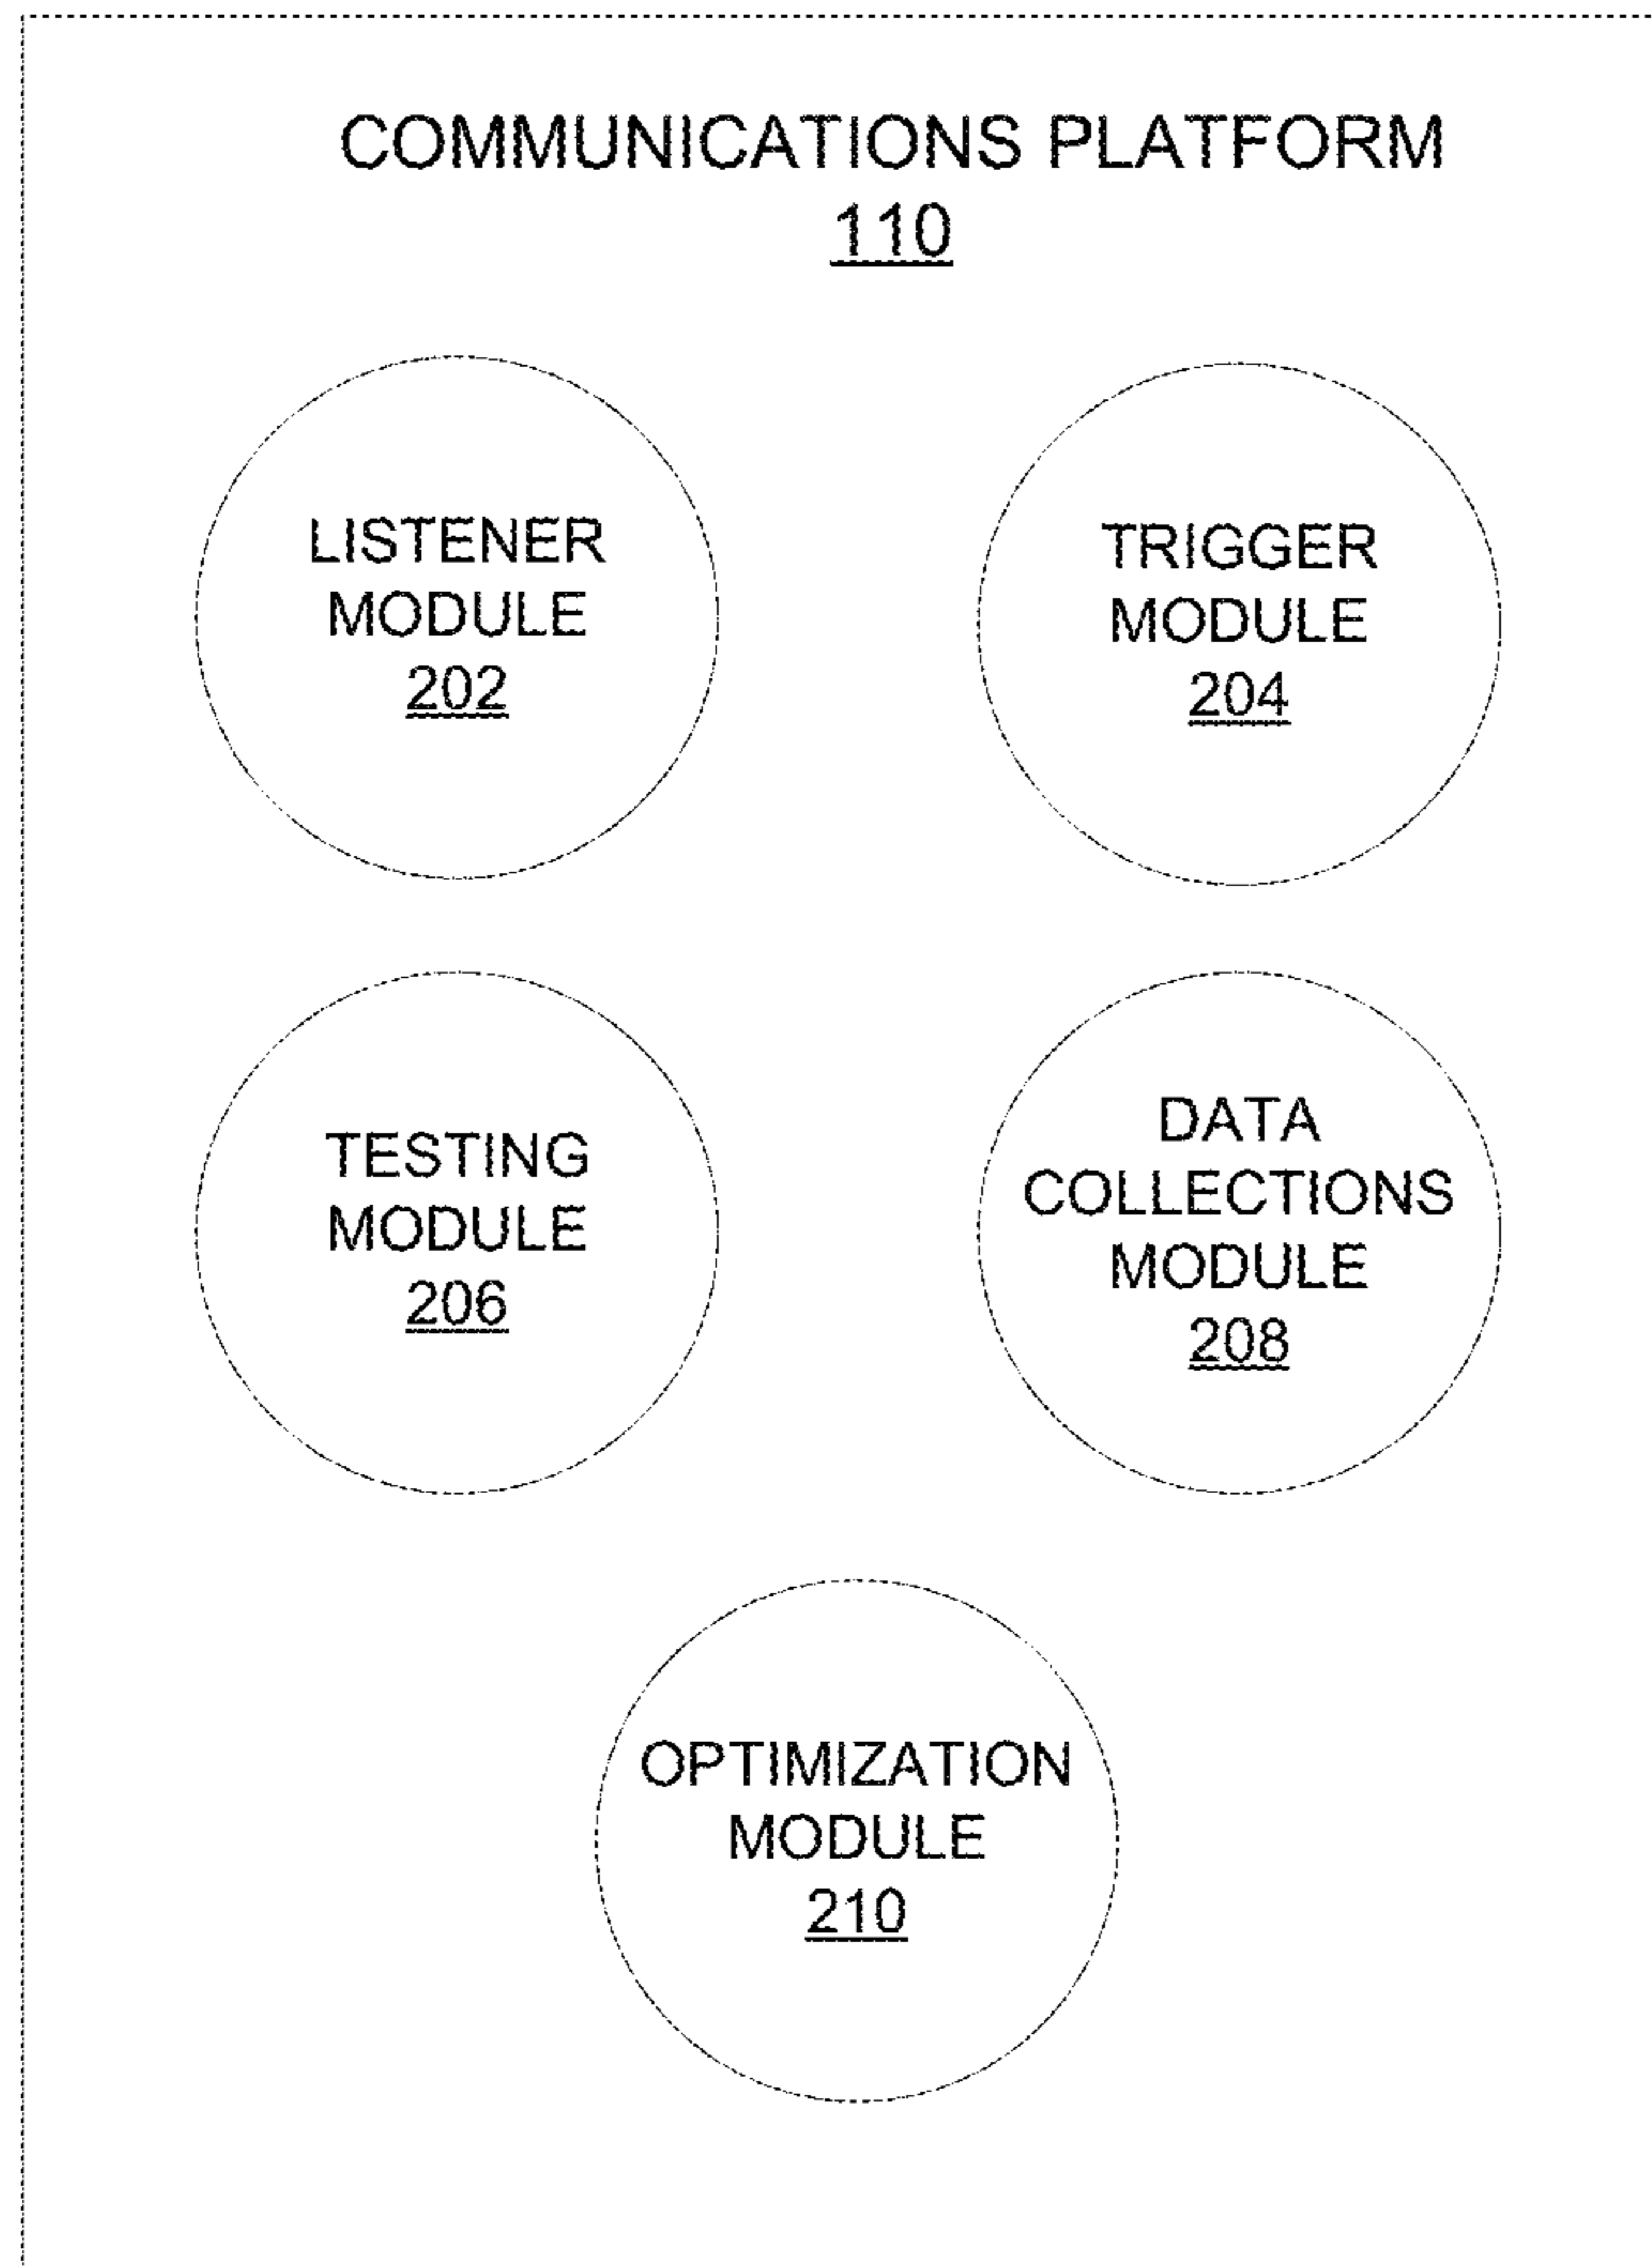 COMMUNICATIONS PLATFORM
110
LISTENER
MODULE
202
TRIGGER
MODULE
204
TESTING
MODULE
206
DATA
COLLECTIONS
MODULE
208
OPTIMIZATION
MODULE
210